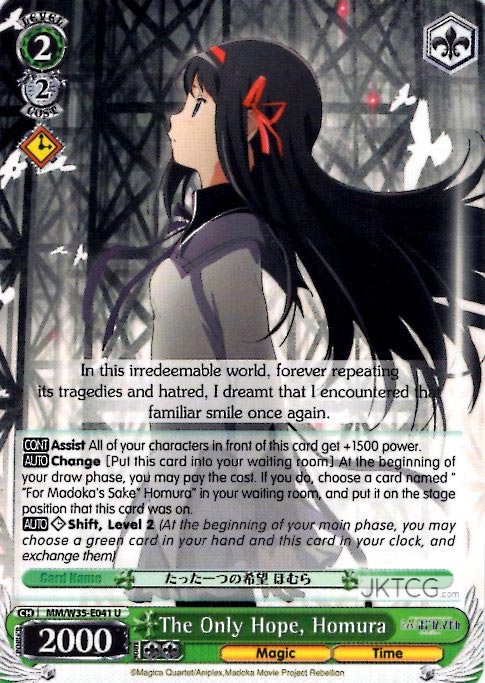 LEVEL
2
2
COST
In this irredeemable world, forever repeating
its tragedies and hatred, I dreamt that I encountered that
familiar smile once again.
CONT Assist All of your characters in front of this card get +1500 power.
AUTO Change [Put this card into your waiting room] At the beginning of
your draw phase, you may pay the cost. If you do, choose a card named "
"For Madoka's Sake" Homura" in your waiting room, and put it on the stage
position that this card was on.
AUTO Shift, Level 2 (At the beginning of your main phase, you may
choose a green card in your hand and this card in your clock, and
exchange them)
Card Name たった一つの希望 ほむら
JKTCG.com
CH MM/W35-E041 U
POWER 2000 SOUL The Only Hope, Homura
Magic Time
©Magica Quartet/Aniplex,Madoka Movie Project Rebellion